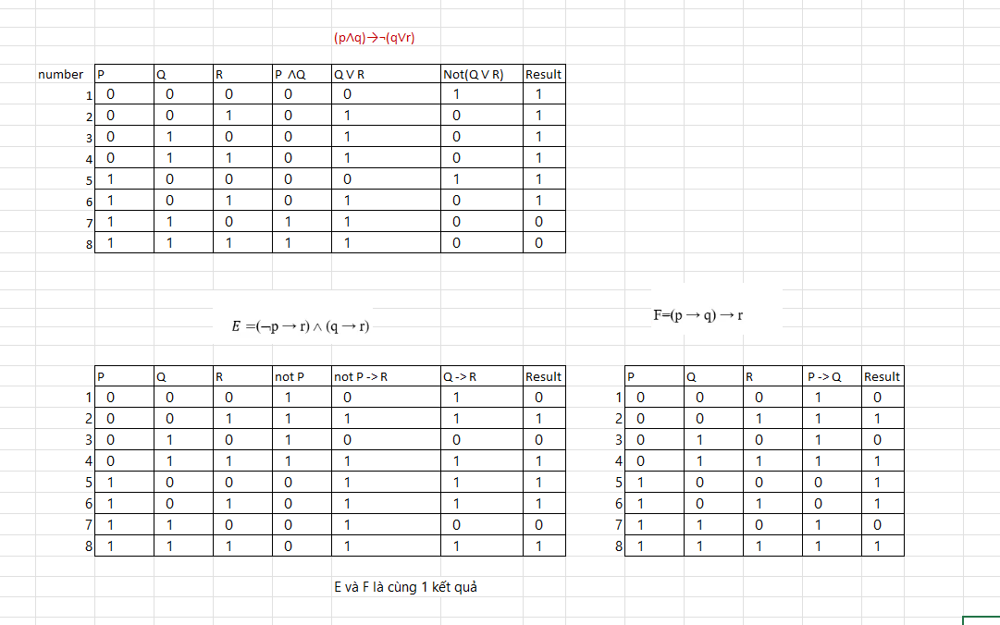 (p∧q)→¬(q∨r)
number P Q R P ∧Q Q V R Not(Q V R) Result
1 0 0 0 0 0 1 1
2 0 0 1 0 1 0 1
3 0 1 0 0 1 0 1
4 0 1 1 0 1 0 1
5 1 0 0 0 0 1 1
6 1 0 1 0 1 0 1
7 1 1 0 1 1 0 0
8 1 1 1 1 1 0 0
E =(¬p → r) ∧ (q → r)
P Q R not P not P -> R Q -> R Result
1 0 0 0 1 0 1 0
2 0 0 1 1 1 1 1
3 0 1 0 1 0 0 0
4 0 1 1 1 1 1 1
5 1 0 0 0 1 1 1
6 1 0 1 0 1 1 1
7 1 1 0 0 1 0 0
8 1 1 1 0 1 1 1
F=(p → q) → r
P Q R P -> Q Result
1 0 0 0 1 0
2 0 0 1 1 1
3 0 1 0 1 0
4 0 1 1 1 1
5 1 0 0 0 1
6 1 0 1 0 1
7 1 1 0 1 0
8 1 1 1 1 1
E và F là cùng 1 kết quả